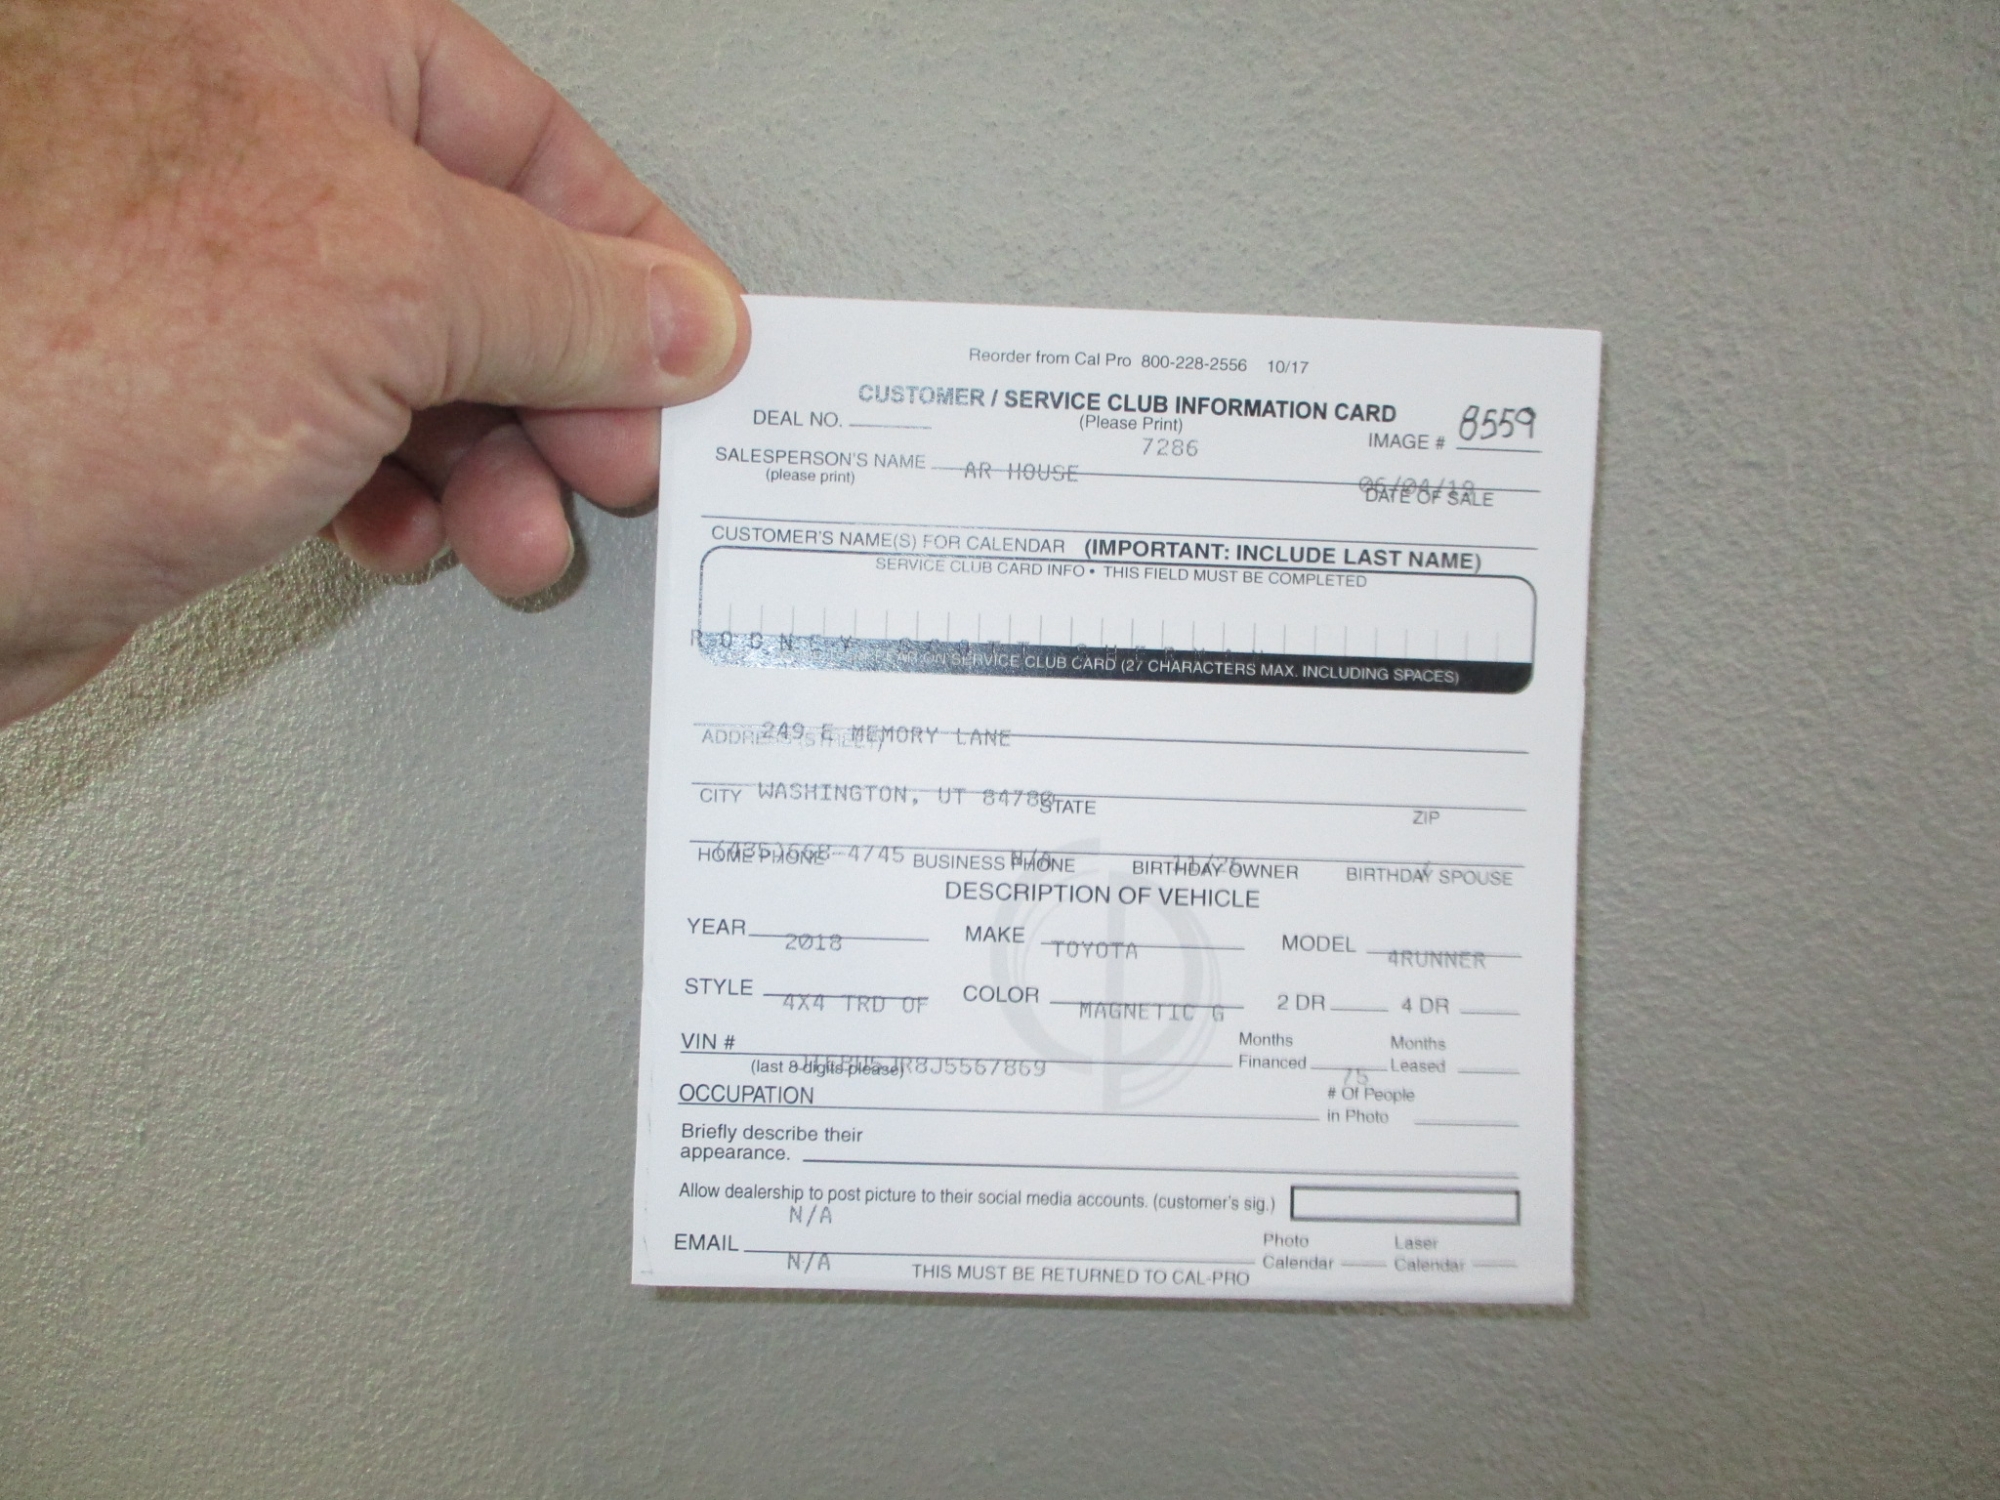 Reorder from Cal Pro 800-228-2556 10/17
CUSTOMER / SERVICE CLUB INFORMATION CARD
DEAL NO. (Please Print) IMAGE # 8559
7286
SALESPERSON'S NAME AR HOUSE
(please print) DATE OF SALE
CUSTOMER'S NAME(S) FOR CALENDAR (IMPORTANT: INCLUDE LAST NAME)
SERVICE CLUB CARD INFO • THIS FIELD MUST BE COMPLETED
RODNEY SCOTT
ON SERVICE CLUB CARD (27 CHARACTERS MAX. INCLUDING SPACES)
249 E MEMORY LANE
ADDRESS (STREET)
CITY WASHINGTON, UT 84780 STATE ZIP
HOME PHONE 4745 BUSINESS PHONE N/A BIRTHDAY OWNER BIRTHDAY SPOUSE
DESCRIPTION OF VEHICLE
YEAR 2018 MAKE TOYOTA MODEL 4RUNNER
STYLE 4X4 TRD OF COLOR MAGNETIC G 2 DR 4 DR
VIN # Months Financed 75 Months Leased
(last 8 digits please) R8J5567869
OCCUPATION # Of People in Photo
Briefly describe their
appearance.
Allow dealership to post picture to their social media accounts. (customer's sig.)
N/A
EMAIL N/A Photo Calendar Laser Calendar
THIS MUST BE RETURNED TO CAL-PRO